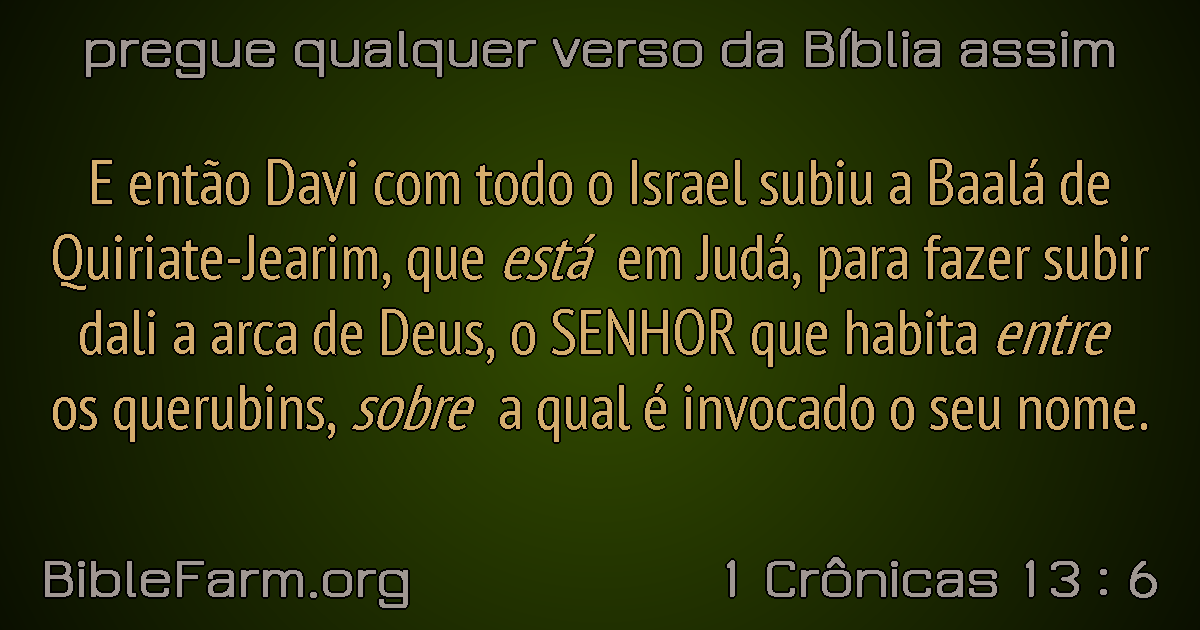 pregue qualquer verso da Bíblia assim
E então Davi com todo o Israel subiu a Baalá de
Quiriate-Jearim, que está em Judá, para fazer subir
dali a arca de Deus, o SENHOR que habita entre
os querubins, sobre a qual é invocado o seu nome.
BibleFarm.org
1 Crônicas 13 : 6